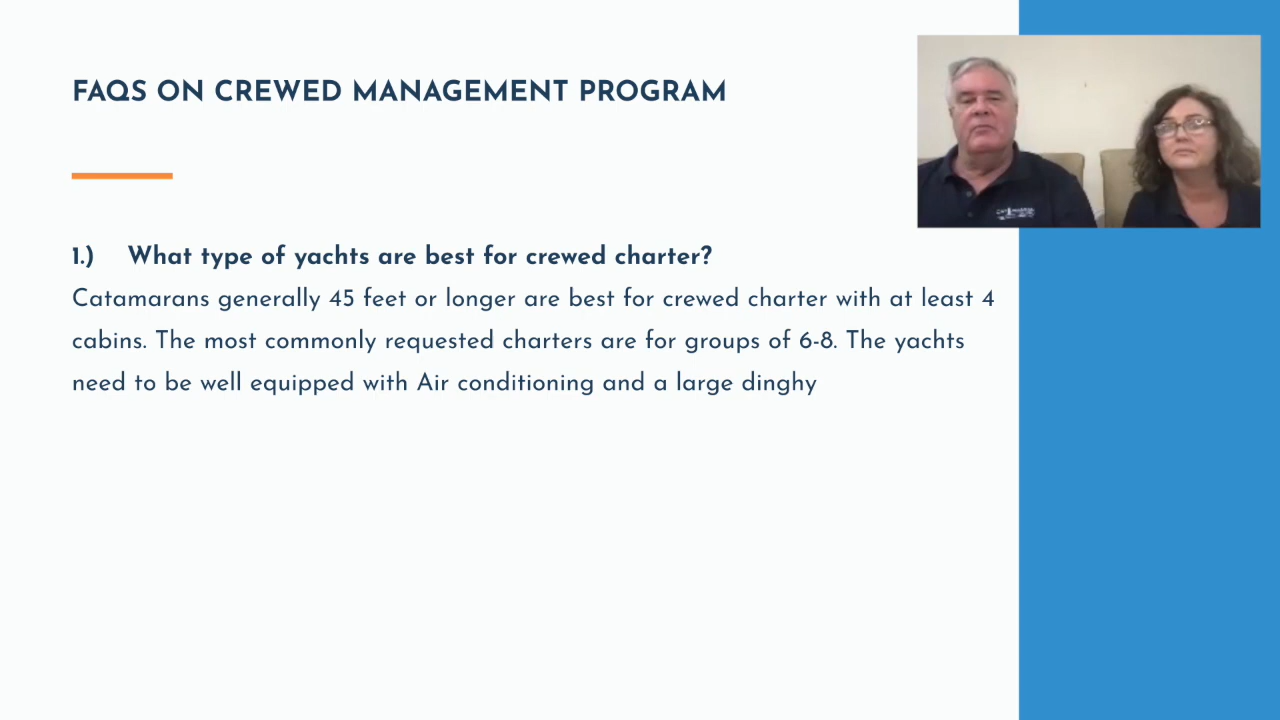 FAQS ON CREWED MANAGEMENT PROGRAM
1.) What type of yachts are best for crewed charter?
Catamarans generally 45 feet or longer are best for crewed charter with at least 4
cabins. The most commonly requested charters are for groups of 6-8. The yachts
need to be well equipped with Air conditioning and a large dinghy